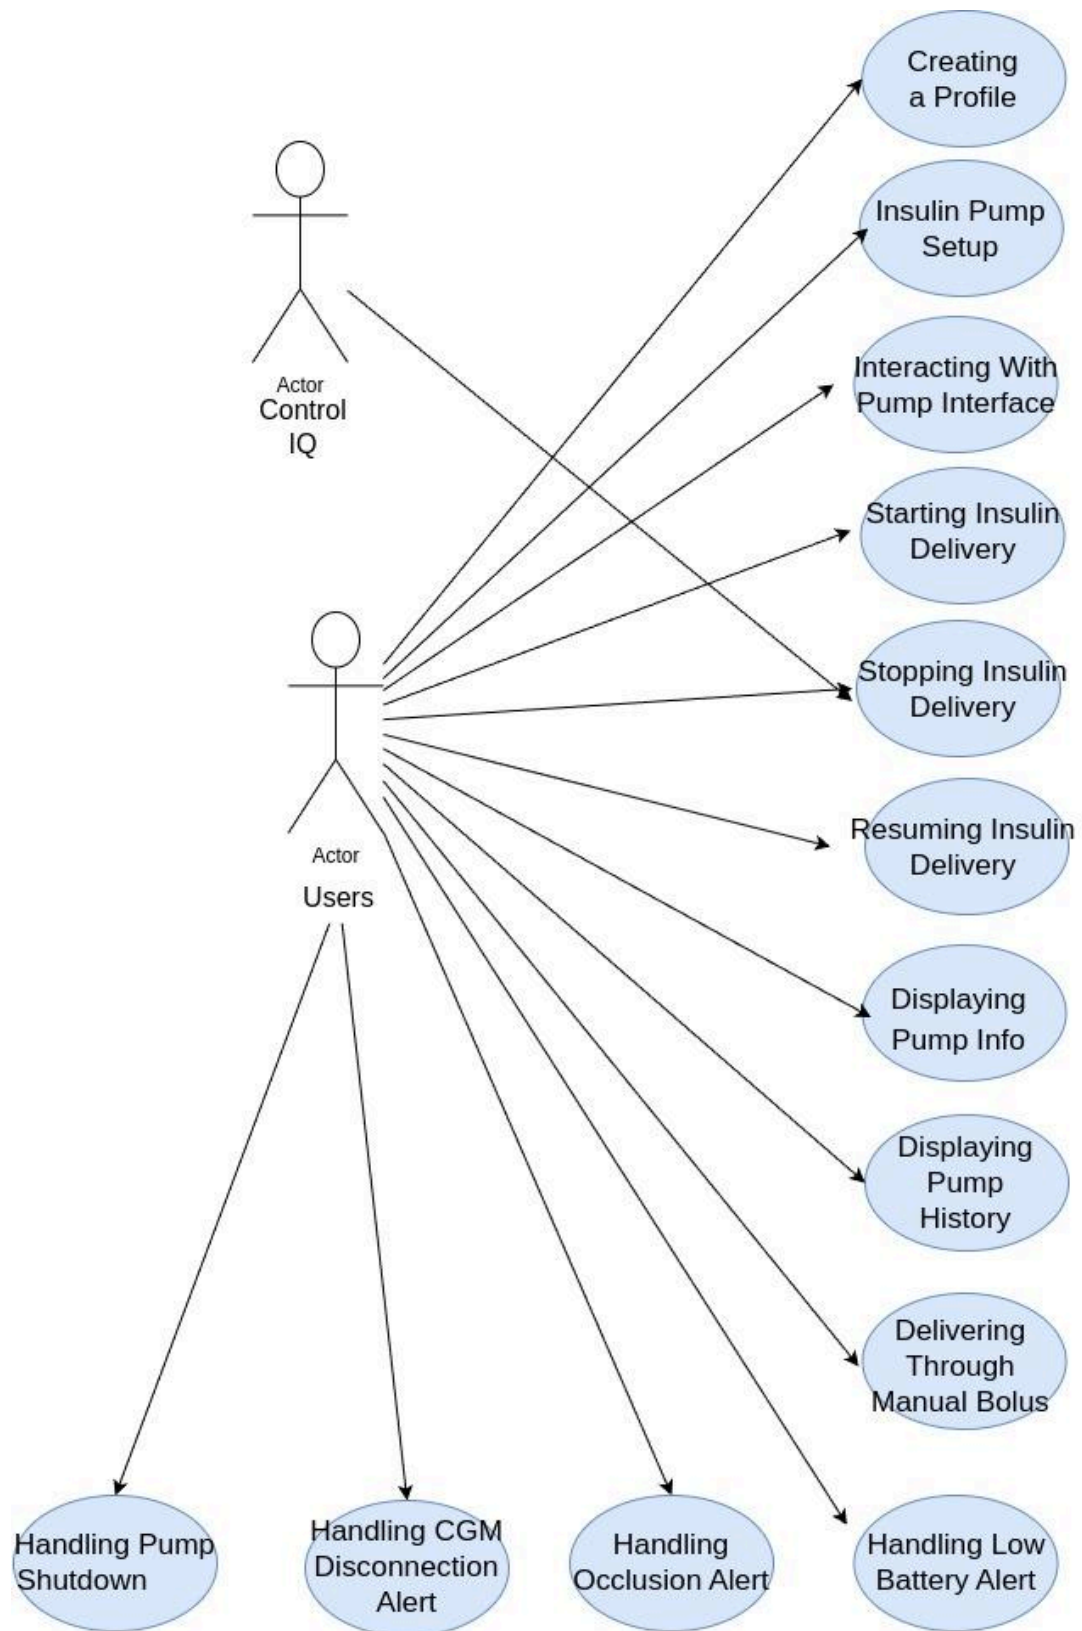 Creating
a Profile
Insulin Pump
Setup
Interacting With
Pump Interface
Actor
Control
IQ
Starting Insulin
Delivery
Stopping Insulin
Delivery
Resuming Insulin
Delivery
Actor
Users
Displaying
Pump Info
Displaying
Pump
History
Delivering
Through
Manual Bolus
Handling Pump
Shutdown
Handling CGM
Disconnection
Alert
Handling
Occlusion Alert
Handling Low
Battery Alert